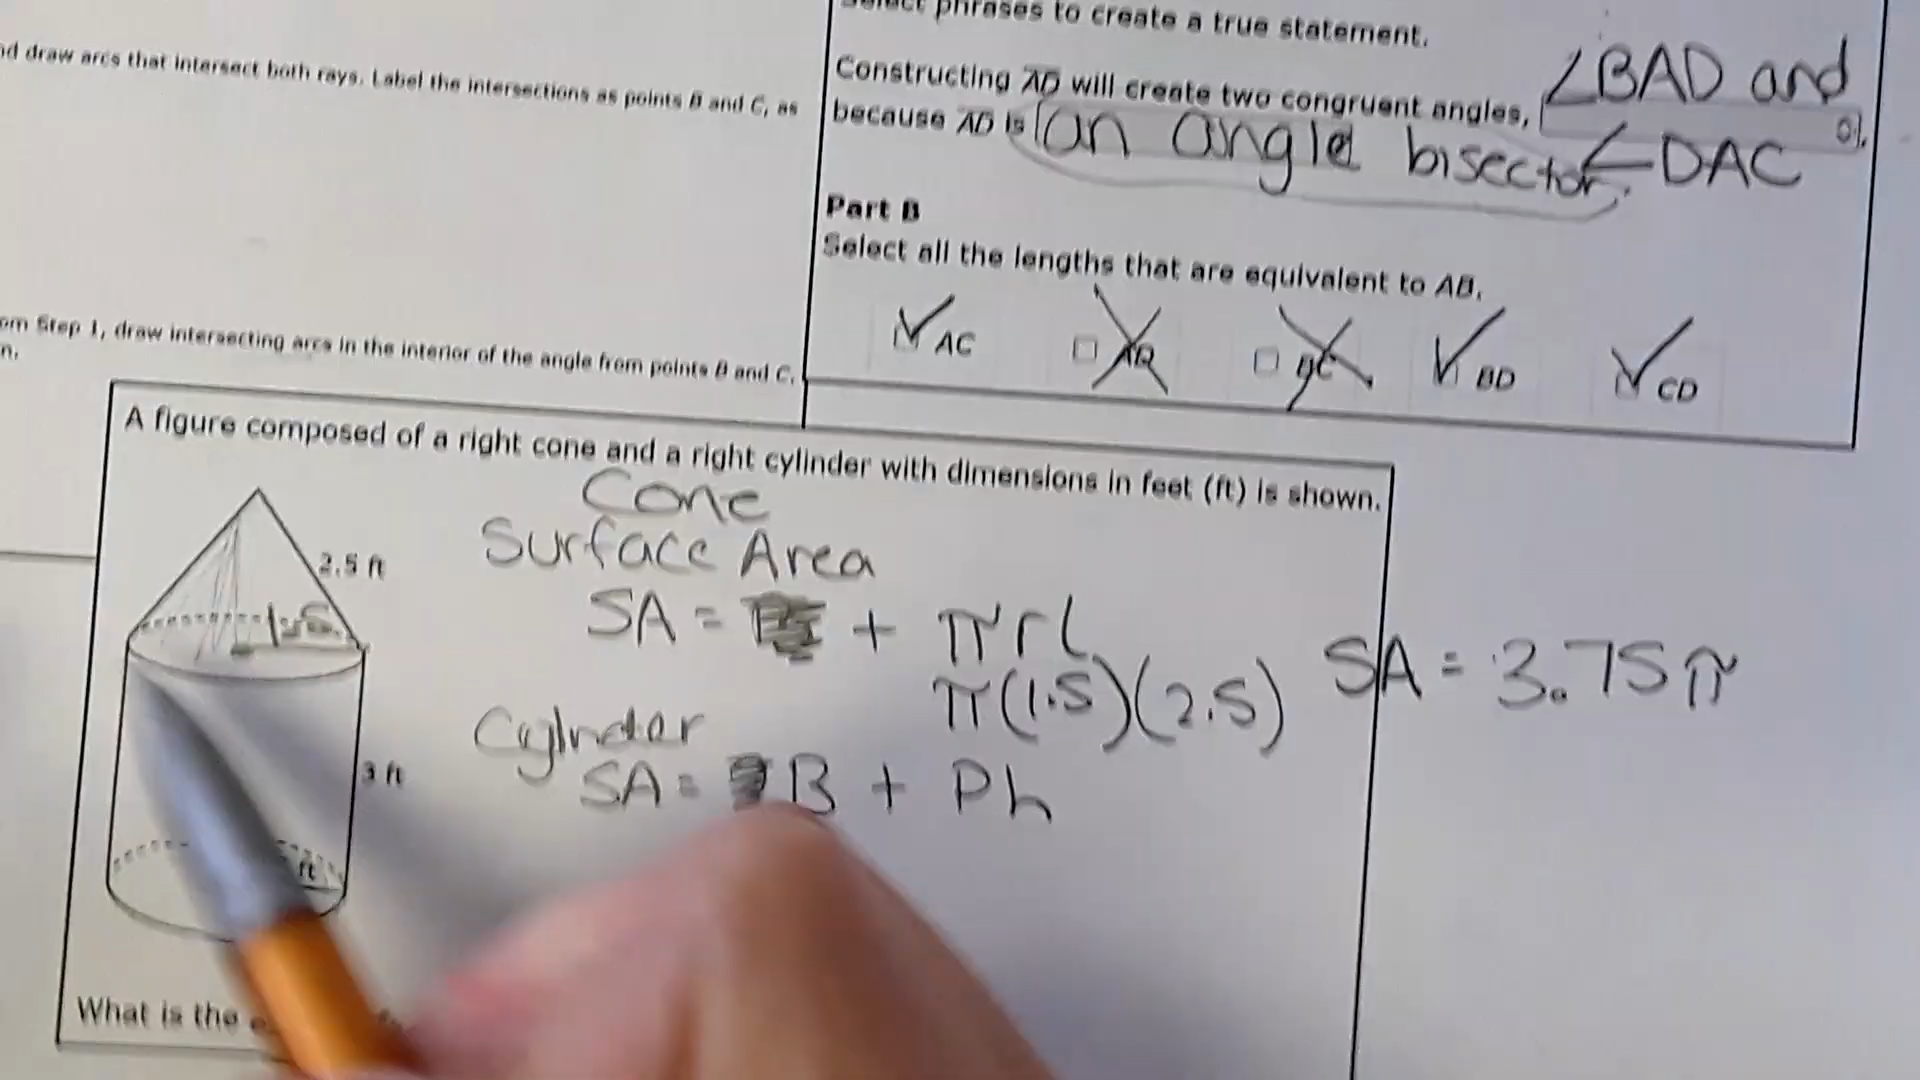 phrases to create a true statement.
Constructing AD will create two congruent angles, ∠BAD and
because AD is an angle bisector. ∠DAC
Part B
Select all the lengths that are equivalent to AB.
AC BD CD
draw arcs that intersect both rays. Label the intersections as points B and C, as
Step 1, draw intersecting arcs in the interior of the angle from points B and C.
A figure composed of a right cone and a right cylinder with dimensions in feet (ft) is shown.
Cone
Surface Area
2.5 ft
1.5
SA = + πrl
π(1.5)(2.5)
SA = 3.75π
Cylinder
3 ft
SA = B + Ph
ft
What is the